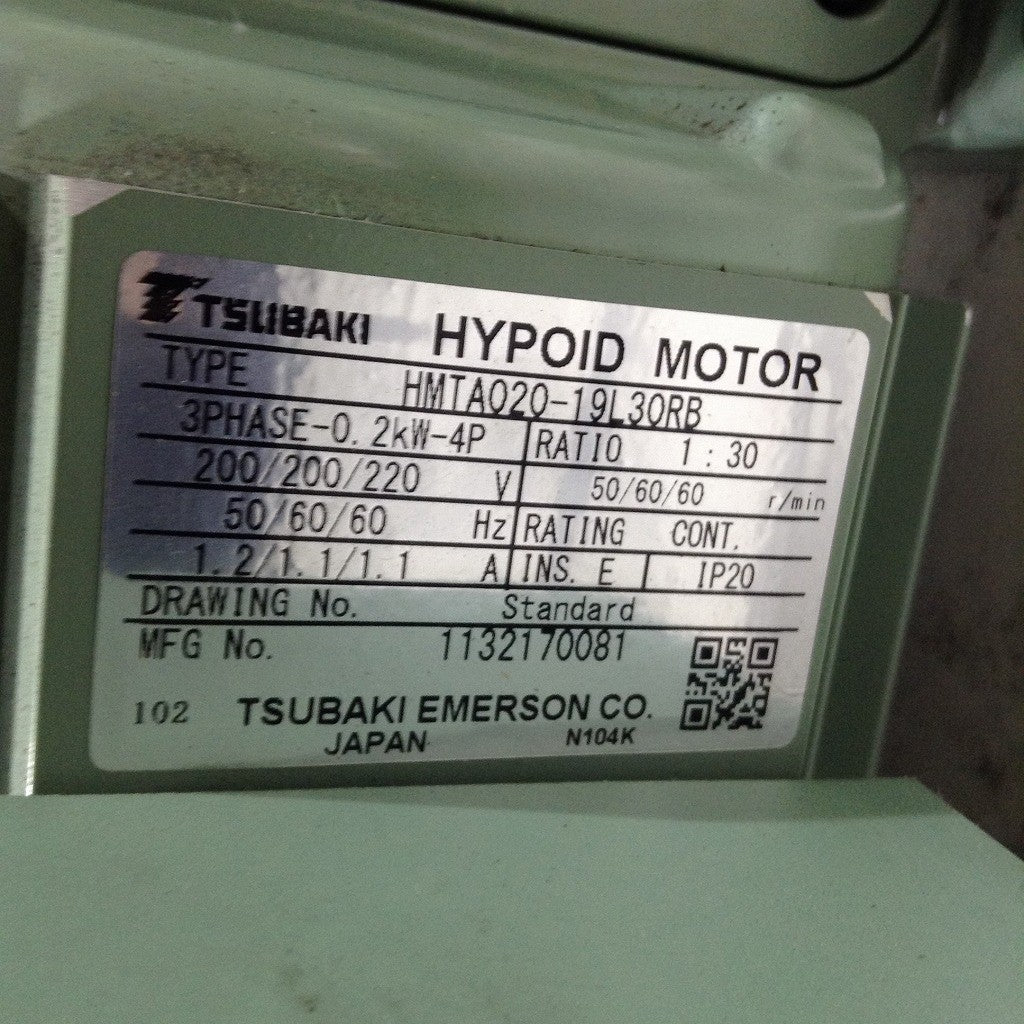 TSUBAKI HYPOID MOTOR
TYPE HMTA020-19L30RB
3PHASE-0.2kW-4P RATIO 1:30
200/200/220 V 50/60/60 r/min
50/60/60 Hz RATING CONT.
1.2/1.1/1.1 A INS. E IP20
DRAWING No. Standard
MFG No. 1132170081
102 TSUBAKI EMERSON CO.
JAPAN N104K